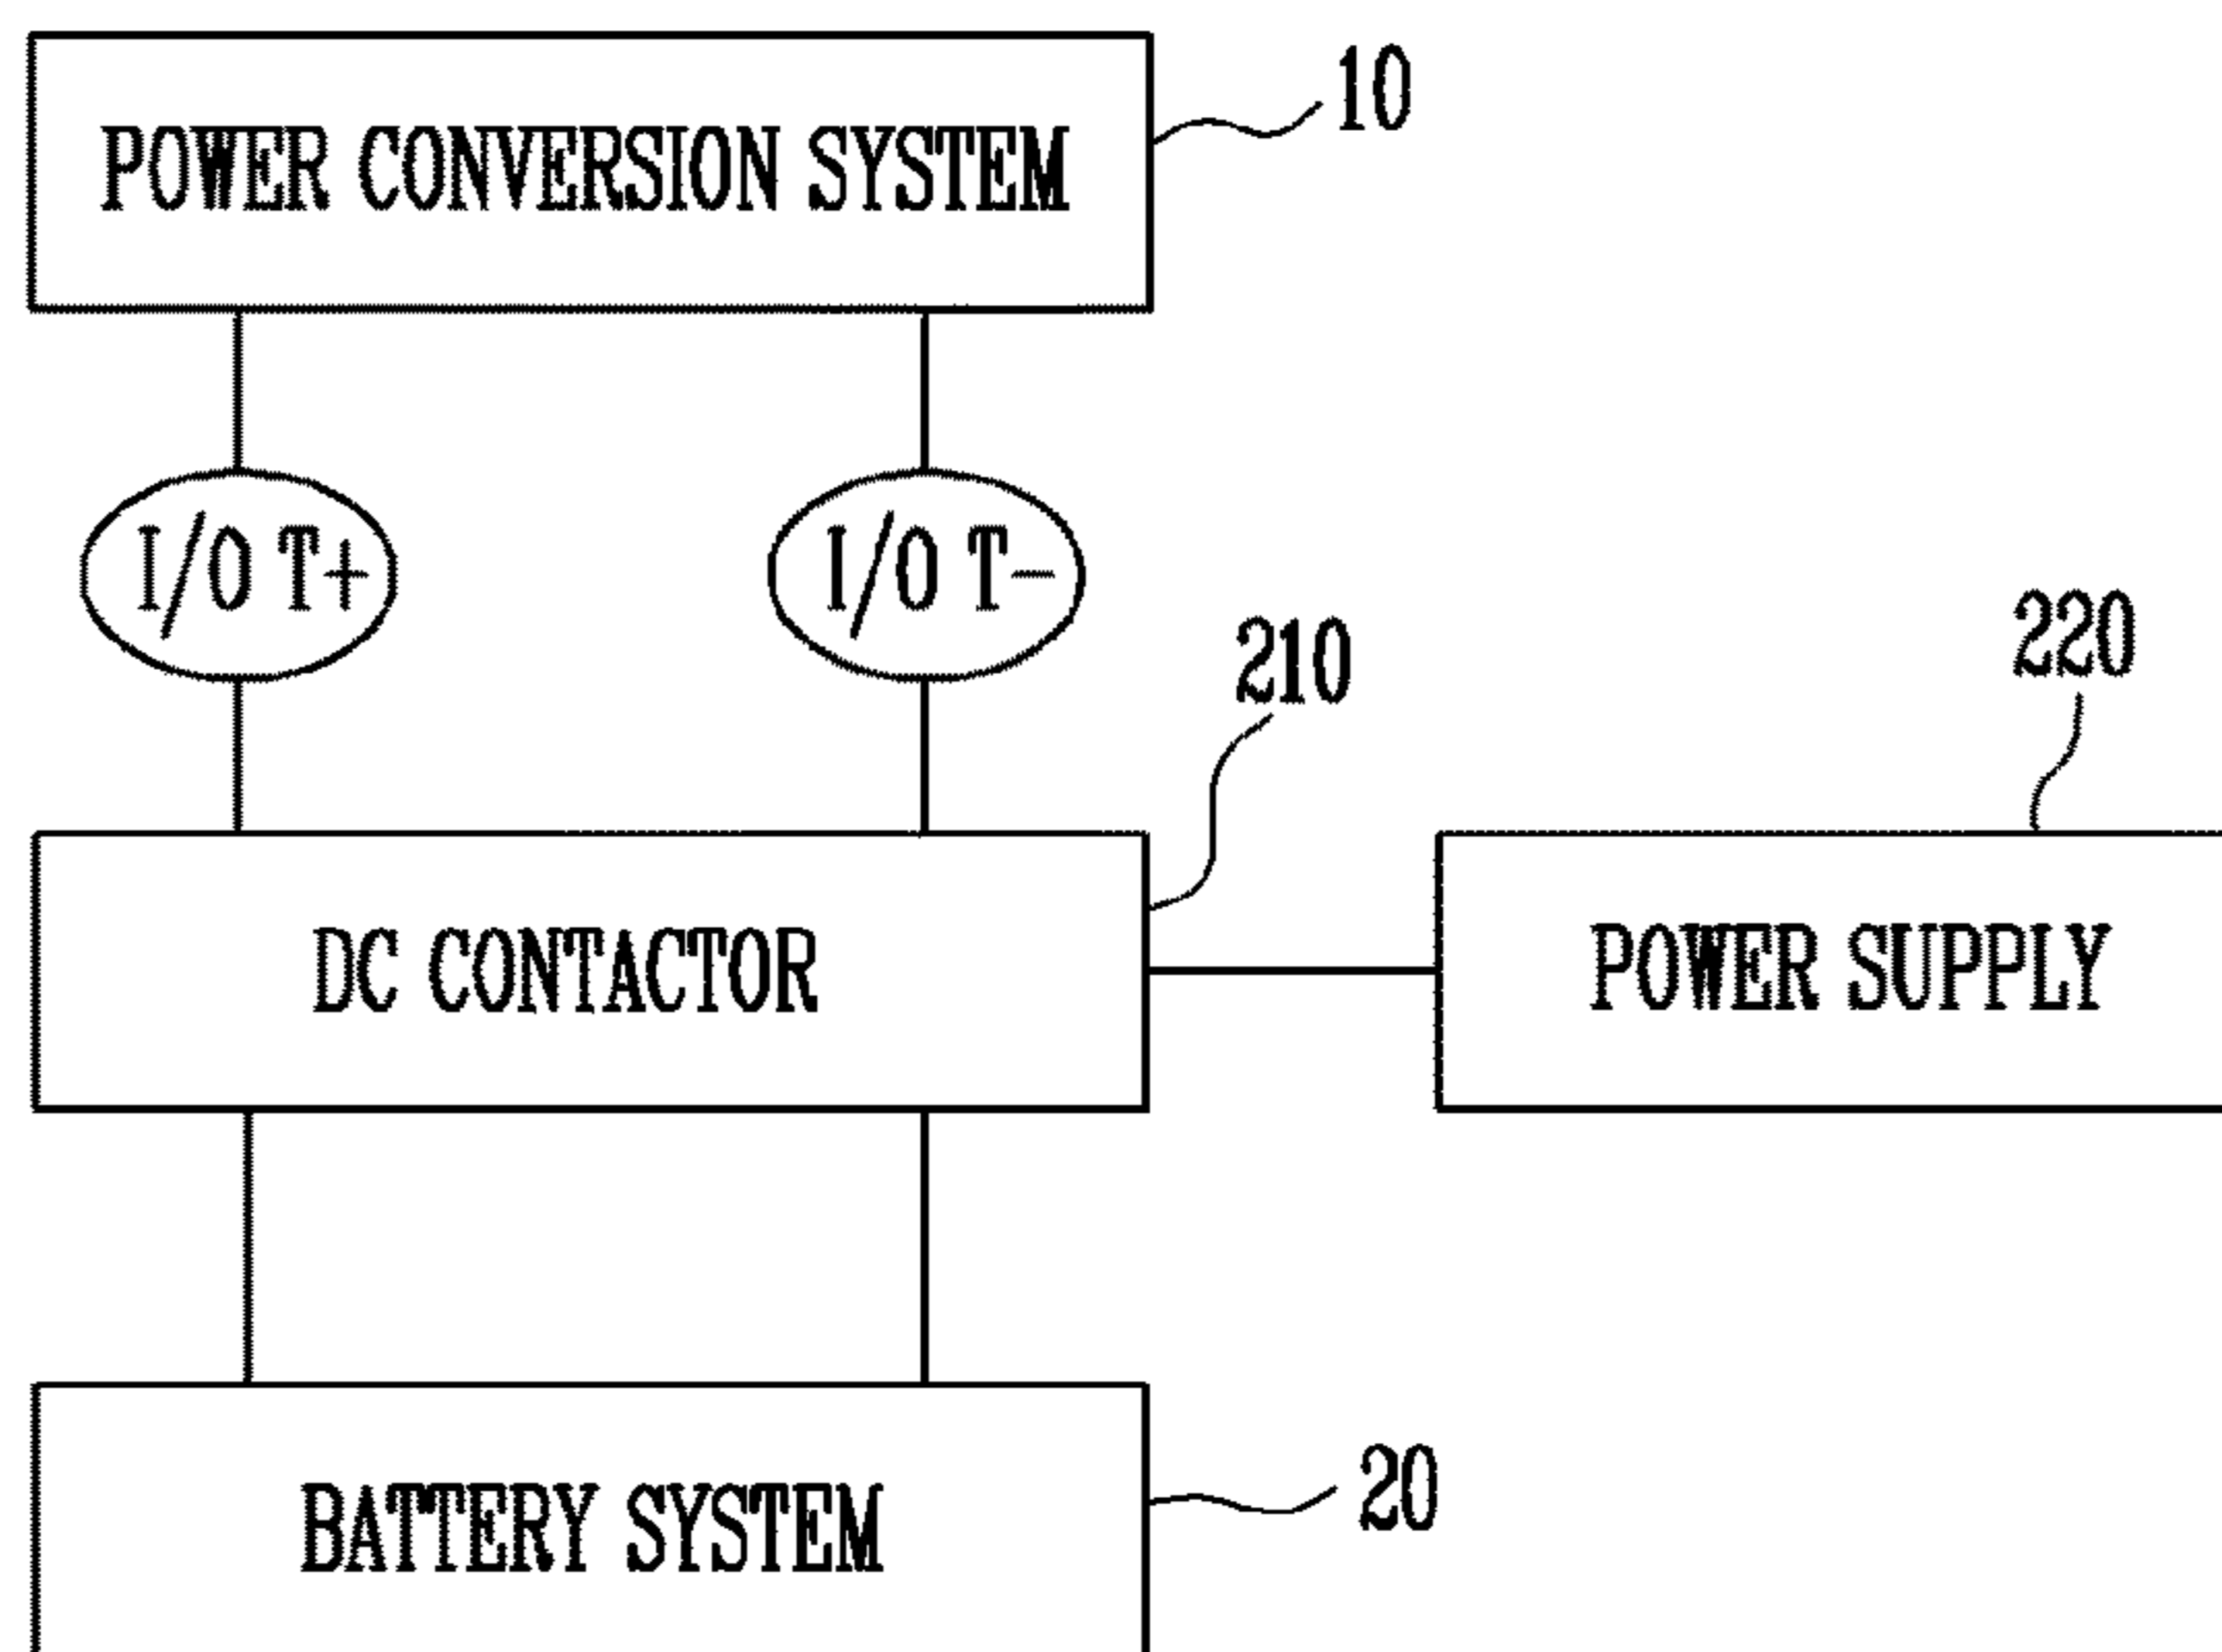 10
POWER CONVERSION SYSTEM
I/O T+
I/O T-
210
220
DC CONTACTOR
POWER SUPPLY
BATTERY SYSTEM
20